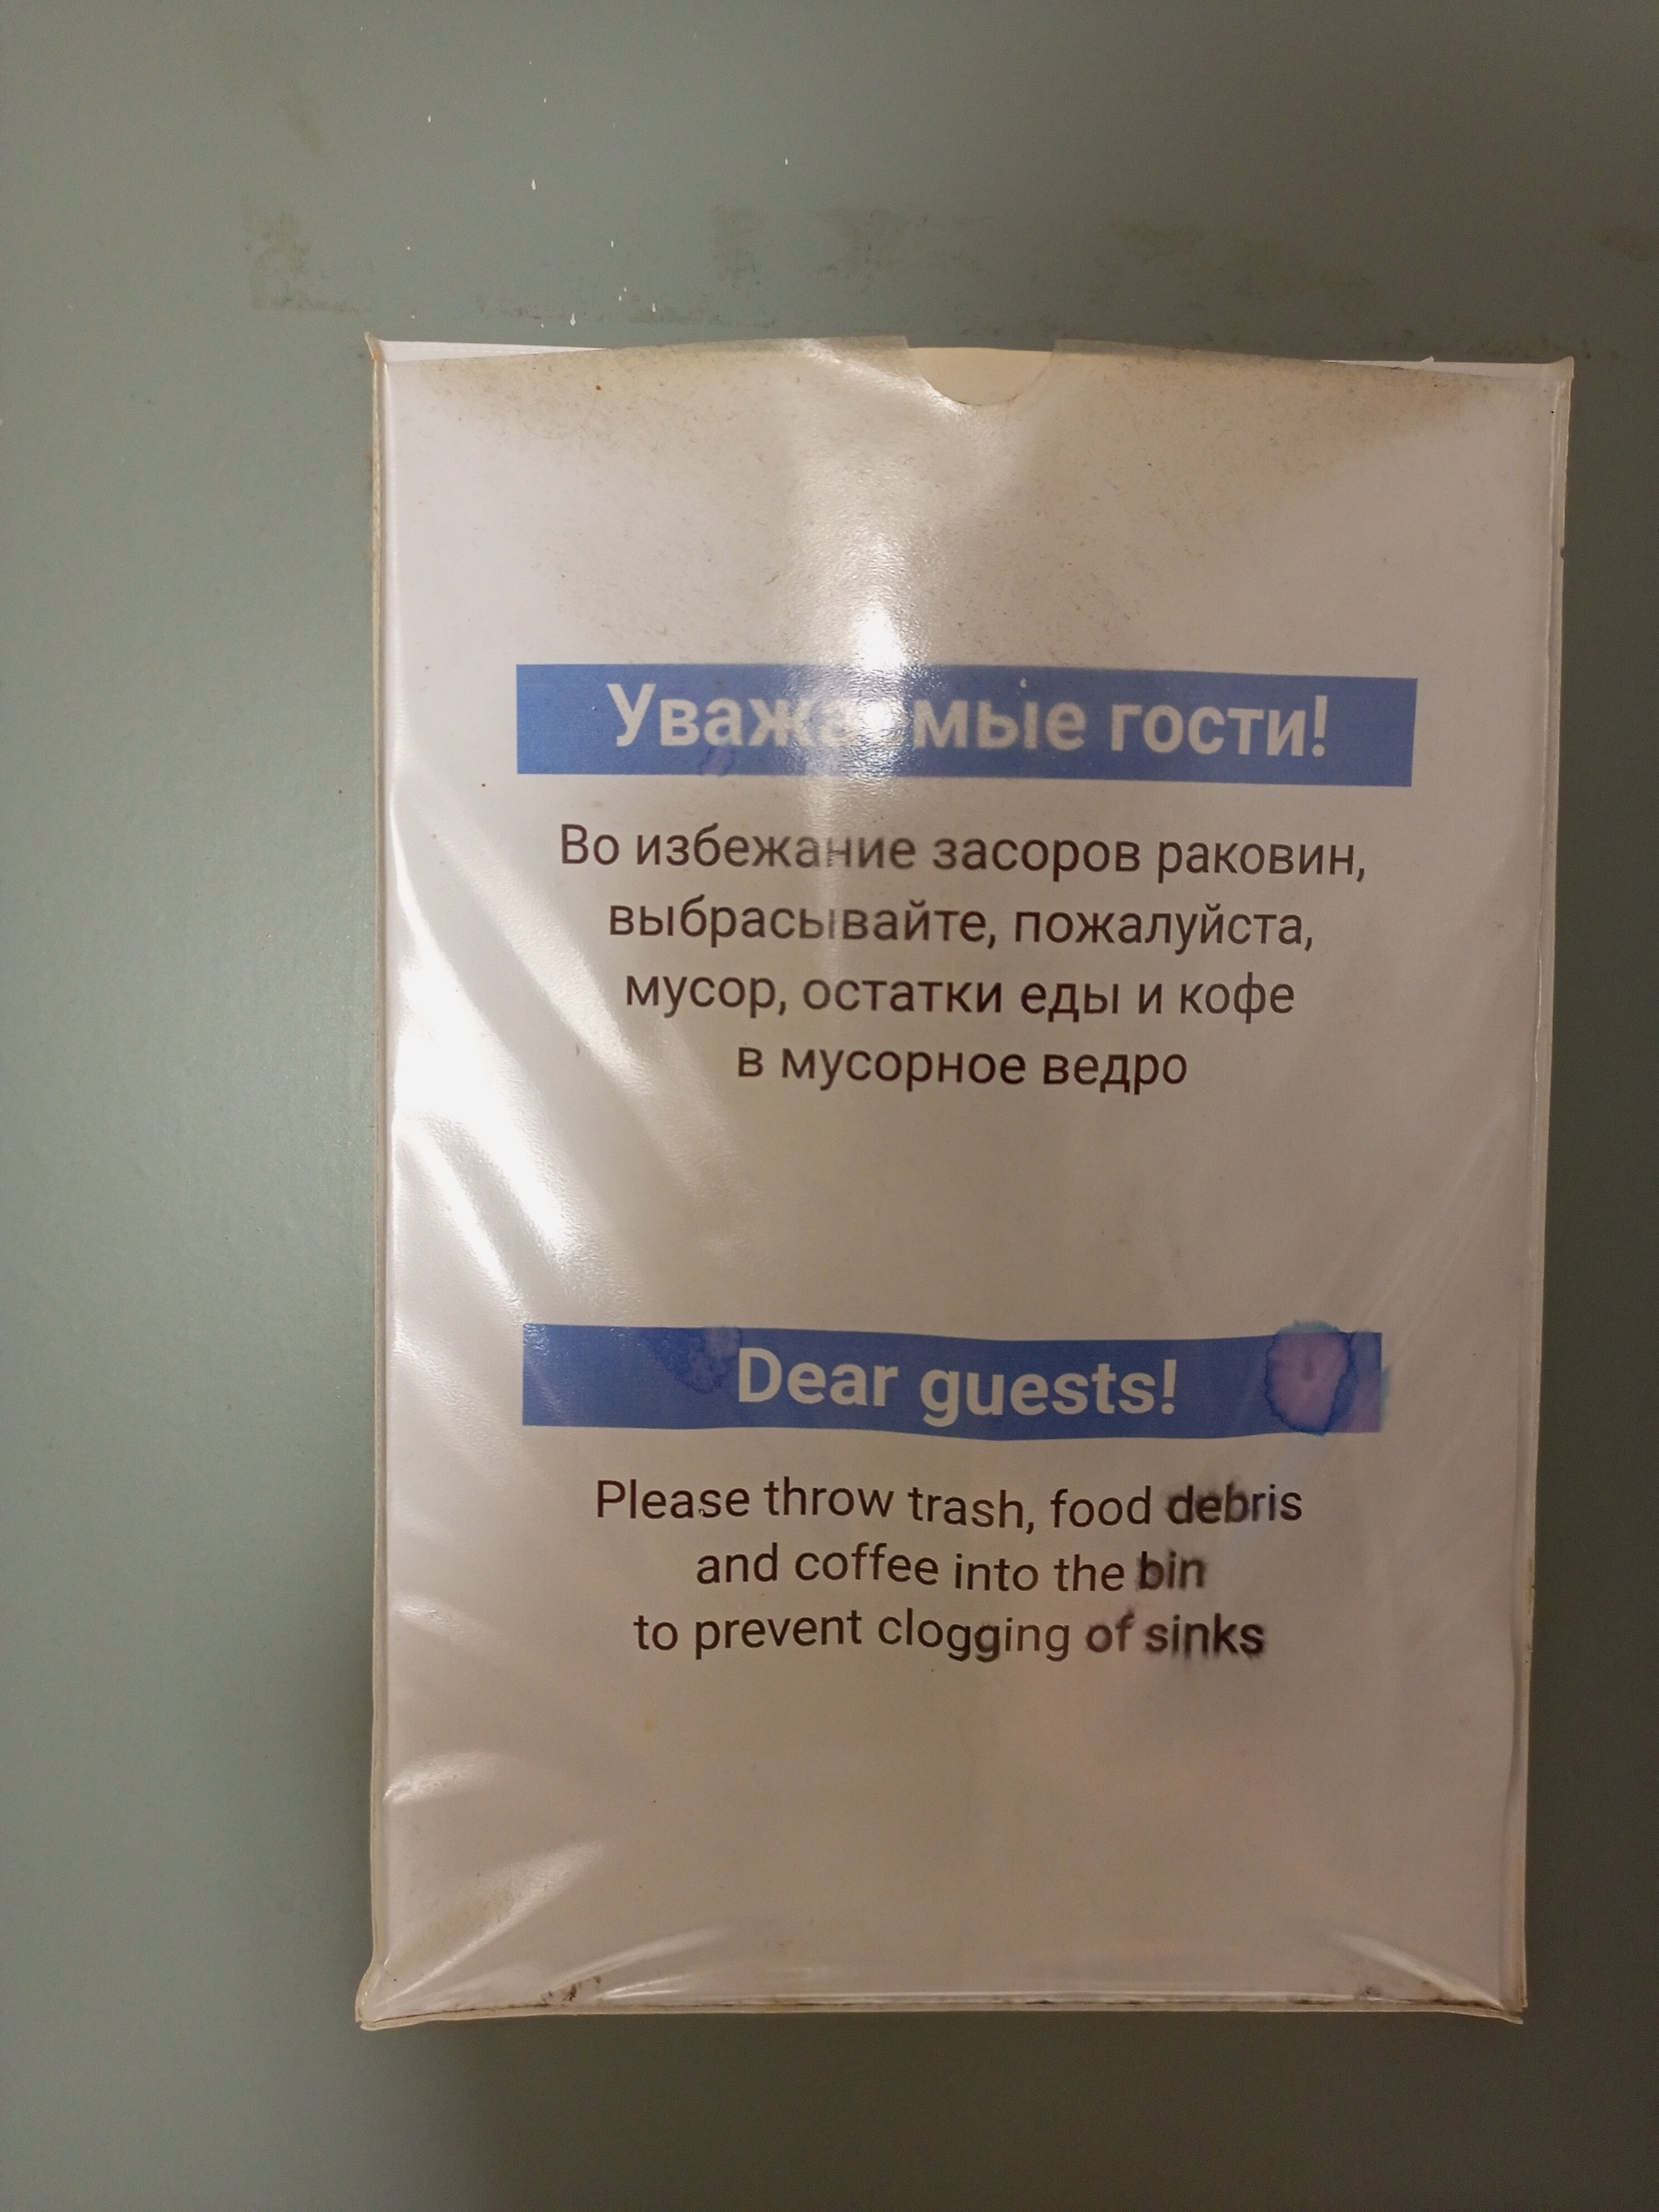 Уважаемые гости!
Во избежание засоров раковин,
выбрасывайте, пожалуйста,
мусор, остатки еды и кофе
в мусорное ведро
Dear guests!
Please throw trash, food debris
and coffee into the bin
to prevent clogging of sinks